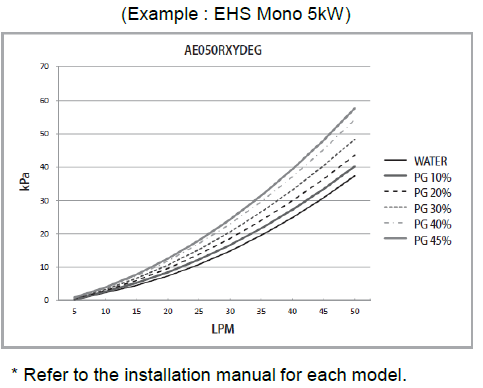 (Example : EHS Mono 5kW)
AE050RXYDEG
70
60
50
40
30
20
10
0
kPa
5 10 15 20 25 30 35 40 45 50
LPM
WATER
PG 10%
PG 20%
PG 30%
PG 40%
PG 45%
* Refer to the installation manual for each model.